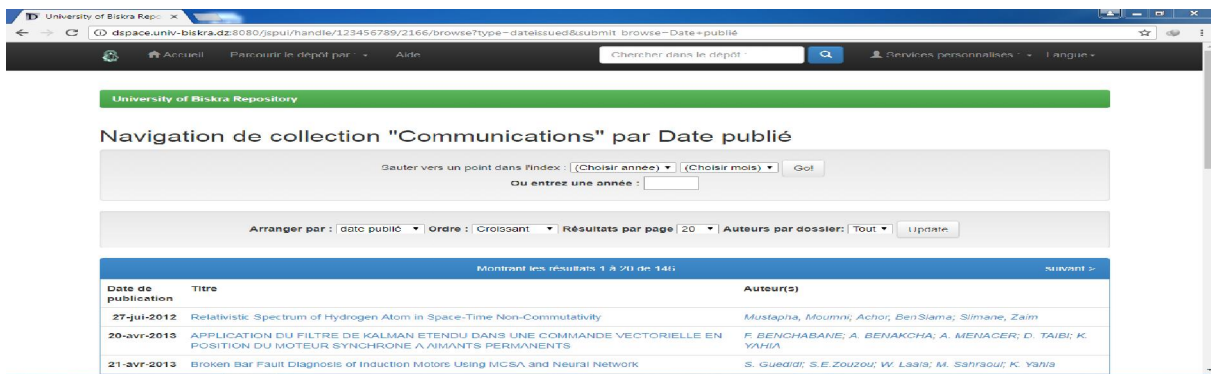 University of Biskra Repo
dspace.univ-biskra.dz:8080/jspui/handle/123456789/2166/browse?type=dateissued&submit_browse=Date+publié
Accueil Parcourir le dépôt par : Aide Chercher dans le dépôt : Services personnalisés : Langue
University of Biskra Repository
Navigation de collection "Communications" par Date publié
Sauter vers un point dans l'index : (Choisir année) (Choisir mois) Go!
Ou entrez une année :
Arranger par : date publié Ordre : Croissant Résultats par page 20 Auteurs par dossier: Tout Update
Montrant les résultats 1 à 20 de 146 suivant >
Date de publication Titre Auteur(s)
27-jui-2012 Relativistic Spectrum of Hydrogen Atom in Space-Time Non-Commutativity Mustapha, Moumni; Achor, BenSlama; Slimane, Zaim
20-avr-2013 APPLICATION DU FILTRE DE KALMAN ETENDU DANS UNE COMMANDE VECTORIELLE EN F. BENCHABANE; A. BENAKCHA; A. MENACER; D. TAIBI; K.
POSITION DU MOTEUR SYNCHRONE A AIMANTS PERMANENTS YAHIA
21-avr-2013 Broken Bar Fault Diagnosis of Induction Motors Using MCSA and Neural Network S. Guedidi; S.E.Zouzou; W. Laala; M. Sahraoui; K. Yahia